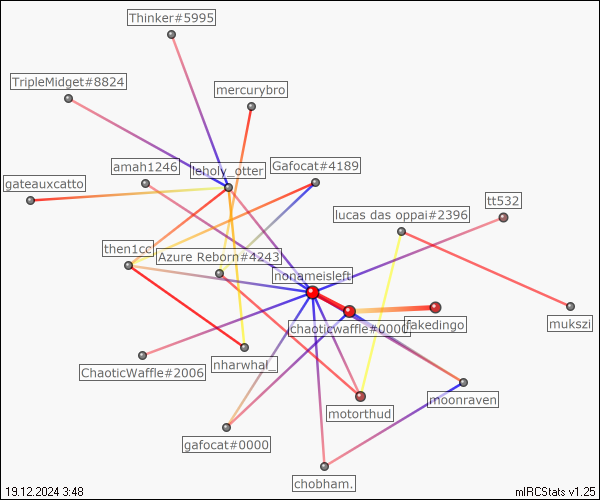 Thinker#5995
TripleMidget#8824
mercurybro
amah1246
leholy_otter
Gafocat#4189
gateauxcatto
tt532
lucas das oppai#2396
then1cc
Azure Reborn#4243
nonameisleft
chaoticwaffle#0000
fakedingo
mukszi
ChaoticWaffle#2006
nharwhal_
moonraven
motorthud
gafocat#0000
chobham.
19.12.2024 3:48
mIRCStats v1.25